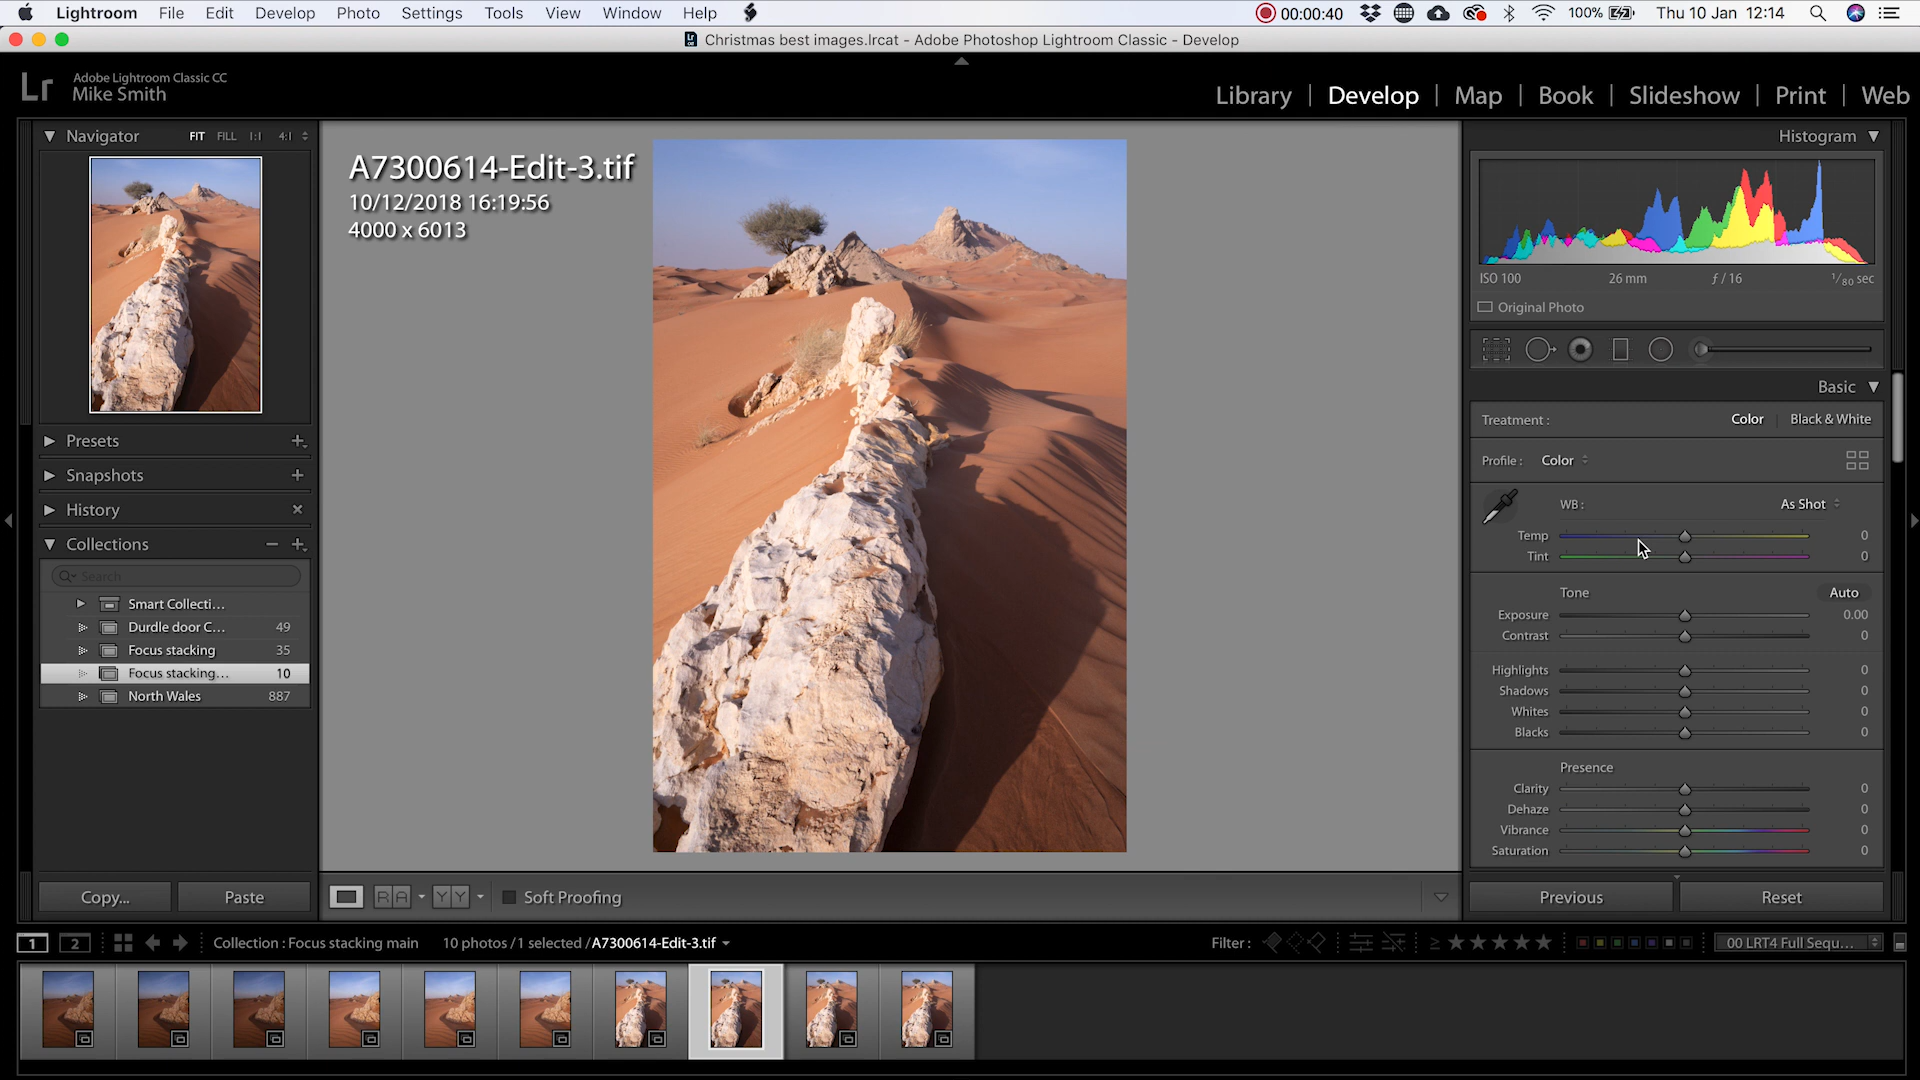 Lightroom File Edit Develop Photo Settings Tools View Window Help 00:00:40 100% Thu 10 Jan 12:14
Christmas best images.lrcat - Adobe Photoshop Lightroom Classic - Develop
Lr
Adobe Lightroom Classic CC
Mike Smith
Library | Develop | Map | Book | Slideshow | Print | Web
Navigator FIT FILL 1:1 4:1
Presets
Snapshots
History
Collections
Search
Smart Collecti...
Durdle door C... 49
Focus stacking 35
Focus stacking... 10
North Wales 887
Copy... Paste
A7300614-Edit-3.tif
10/12/2018 16:19:56
4000 x 6013
Soft Proofing
Histogram
ISO 100 26 mm ƒ / 16 1/80 sec
Original Photo
Basic
Treatment : Color Black & White
Profile : Color
WB : As Shot
Temp 0
Tint 0
Tone Auto
Exposure 0.00
Contrast 0
Highlights 0
Shadows 0
Whites 0
Blacks 0
Presence
Clarity 0
Dehaze 0
Vibrance 0
Saturation 0
Previous Reset
1 2 Collection : Focus stacking main 10 photos / 1 selected / A7300614-Edit-3.tif Filter : ≥ 00 LRT4 Full Sequ...